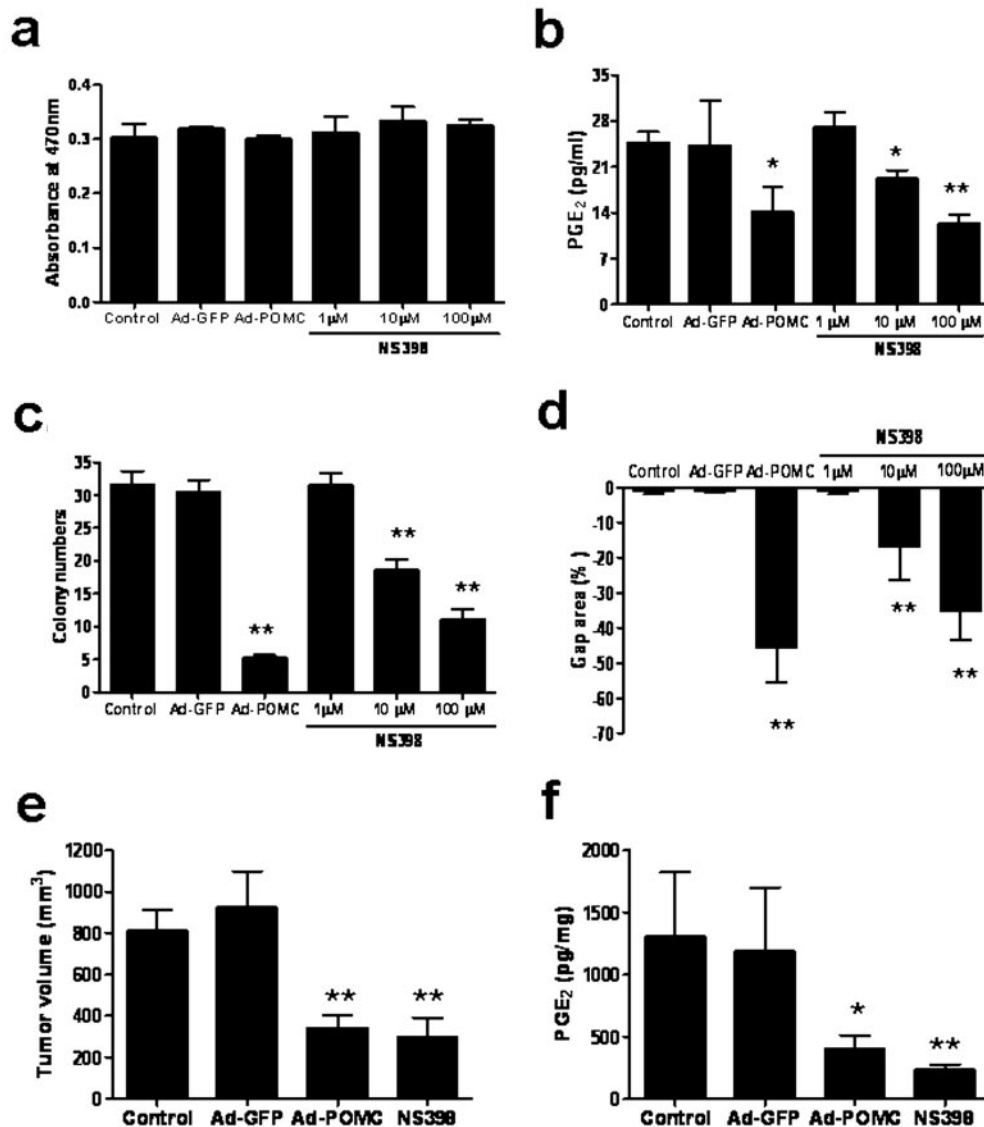 a
Absorbance at 470nm
0.4
0.3
0.3
0.1
0.0
Control Ad-GFP Ad-POMC 1μM 10μM 100μM
NS398
b
PGE2 (pg/ml)
35
28
21
14
7
0
* * **
Control Ad-GFP Ad-POMC 1 μM 10 μM 100 μM
NS398
c
Colony numbers
35
30
25
20
15
10
5
0
** ** **
Control Ad-GFP Ad-POMC 1μM 10 μM 100 μM
NS398
d
NS398
Control Ad-GFP Ad-POMC 1μM 10μM 100μM
Gap area (%)
0
-10
-20
-30
-40
-50
-60
-70
** ** **
e
Tumor volume (mm3)
1200
1000
800
600
400
200
0
** **
Control Ad-GFP Ad-POMC NS398
f
PGE2 (pg/mg)
2000
1500
1000
500
0
* **
Control Ad-GFP Ad-POMC NS398